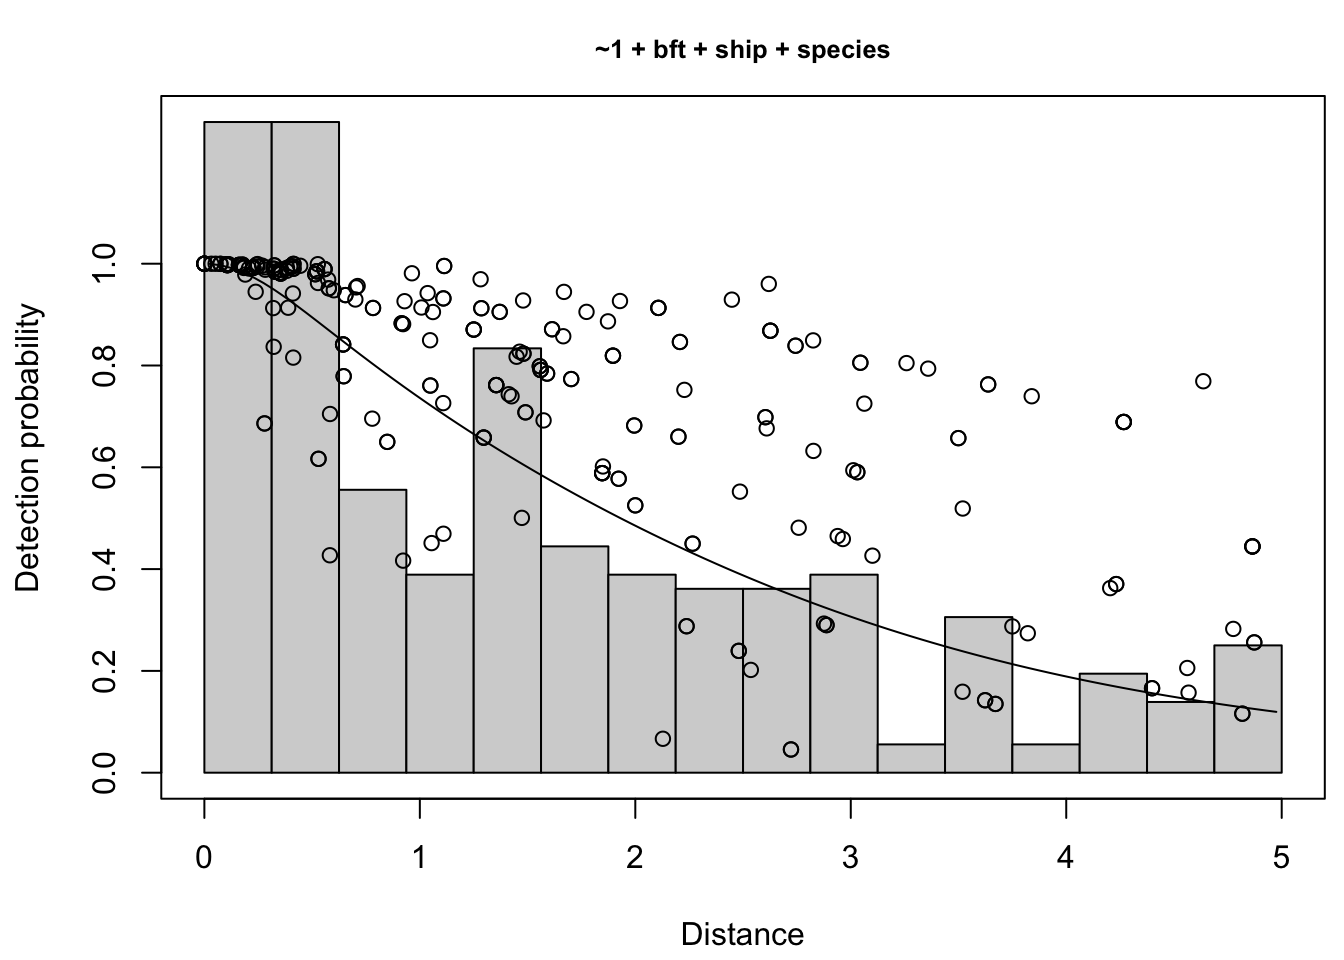 ~1 + bft + ship + species
Detection probability
1.0
0.8
0.6
0.4
0.2
0.0
0 1 2 3 4 5
Distance